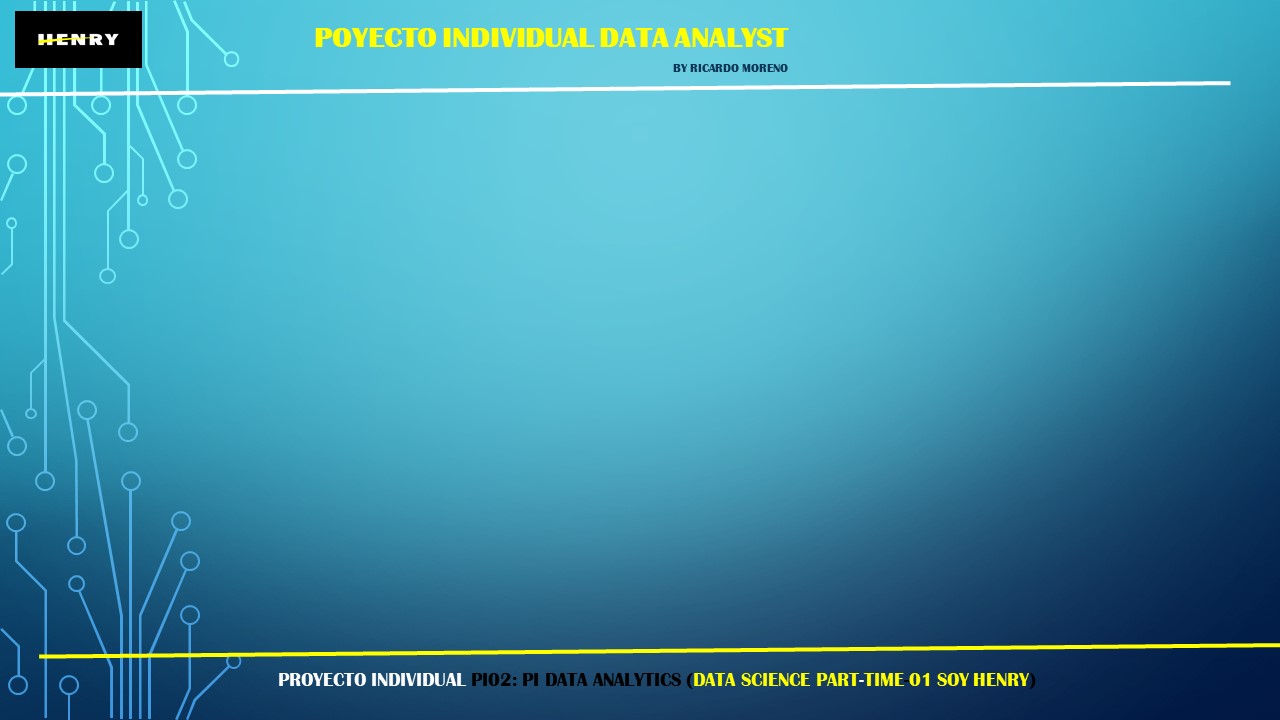 HENRY
POYECTO INDIVIDUAL DATA ANALYST
BY RICARDO MORENO
PROYECTO INDIVIDUAL PI02: PI DATA ANALYTICS (DATA SCIENCE PART-TIME-01 SOY HENRY)